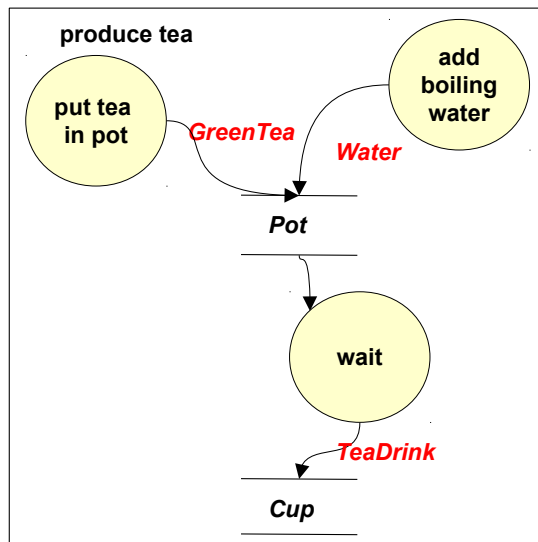 produce tea
put tea
in pot
add
boiling
water
GreenTea
Water
Pot
wait
TeaDrink
Cup